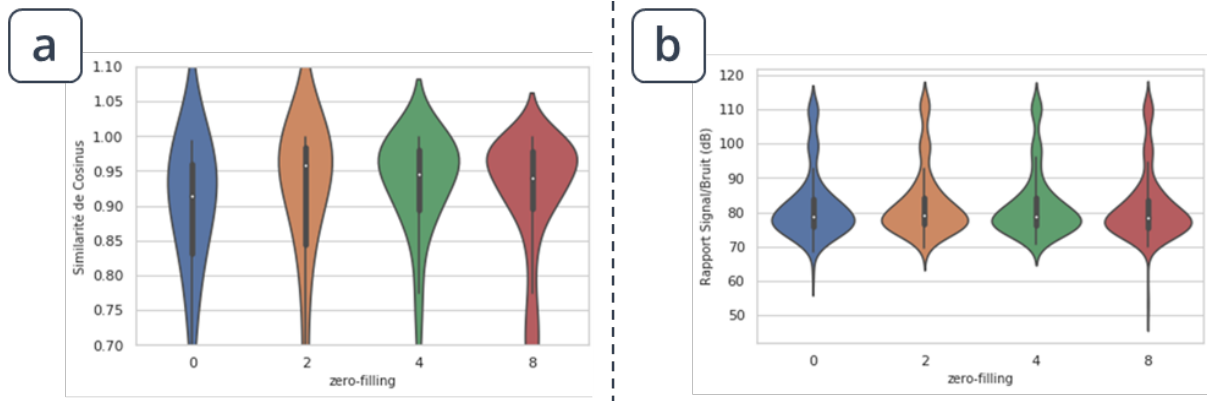 a
1.10
1.05
1.00
0.95
0.90
0.85
0.80
0.75
0.70
Similarité de Cosinus
0 2 4 8
zero-filling
b
120
110
100
90
80
70
60
50
Rapport Signal/Bruit (dB)
0 2 4 8
zero-filling